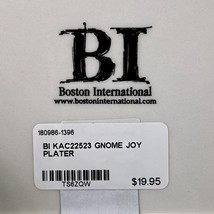 BI
Boston International
www.bostoninternational.com
180986-1396
BI KAC22523 GNOME JOY
PLATER
TS6ZQW
$19.95